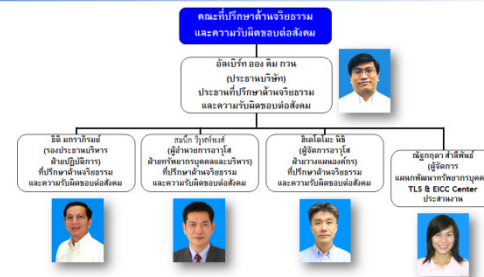 คณะที่ปรึกษาด้านจริยธรรม
และความรับผิดชอบต่อสังคม
อัลเบิร์ท ออง คิม กวน
(ประธานบริษัท)
ประธานที่ปรึกษาด้านจริยธรรม
และความรับผิดชอบต่อสังคม
ธิติ มกราภิรมย์
(รองประธานบริหาร
ฝ่ายปฏิบัติการ)
ที่ปรึกษาด้านจริยธรรม
และความรับผิดชอบต่อสังคม
สมนึก
(ผู้อำนวยการอาวุโส
ฝ่ายทรัพยากรบุคคลและบริหาร)
ที่ปรึกษาด้านจริยธรรม
และความรับผิดชอบต่อสังคม
ฮิเดโตโมะ
(ผู้จัดการอาวุโส
ฝ่ายวางแผนองค์กร)
ที่ปรึกษาด้านจริยธรรม
และความรับผิดชอบต่อสังคม
ณัฐกฤตา สำลีพันธ์
(ผู้จัดการ
แผนกพัฒนาทรัพยากรบุคคล
TLS & EICC Center
ประสานงาน